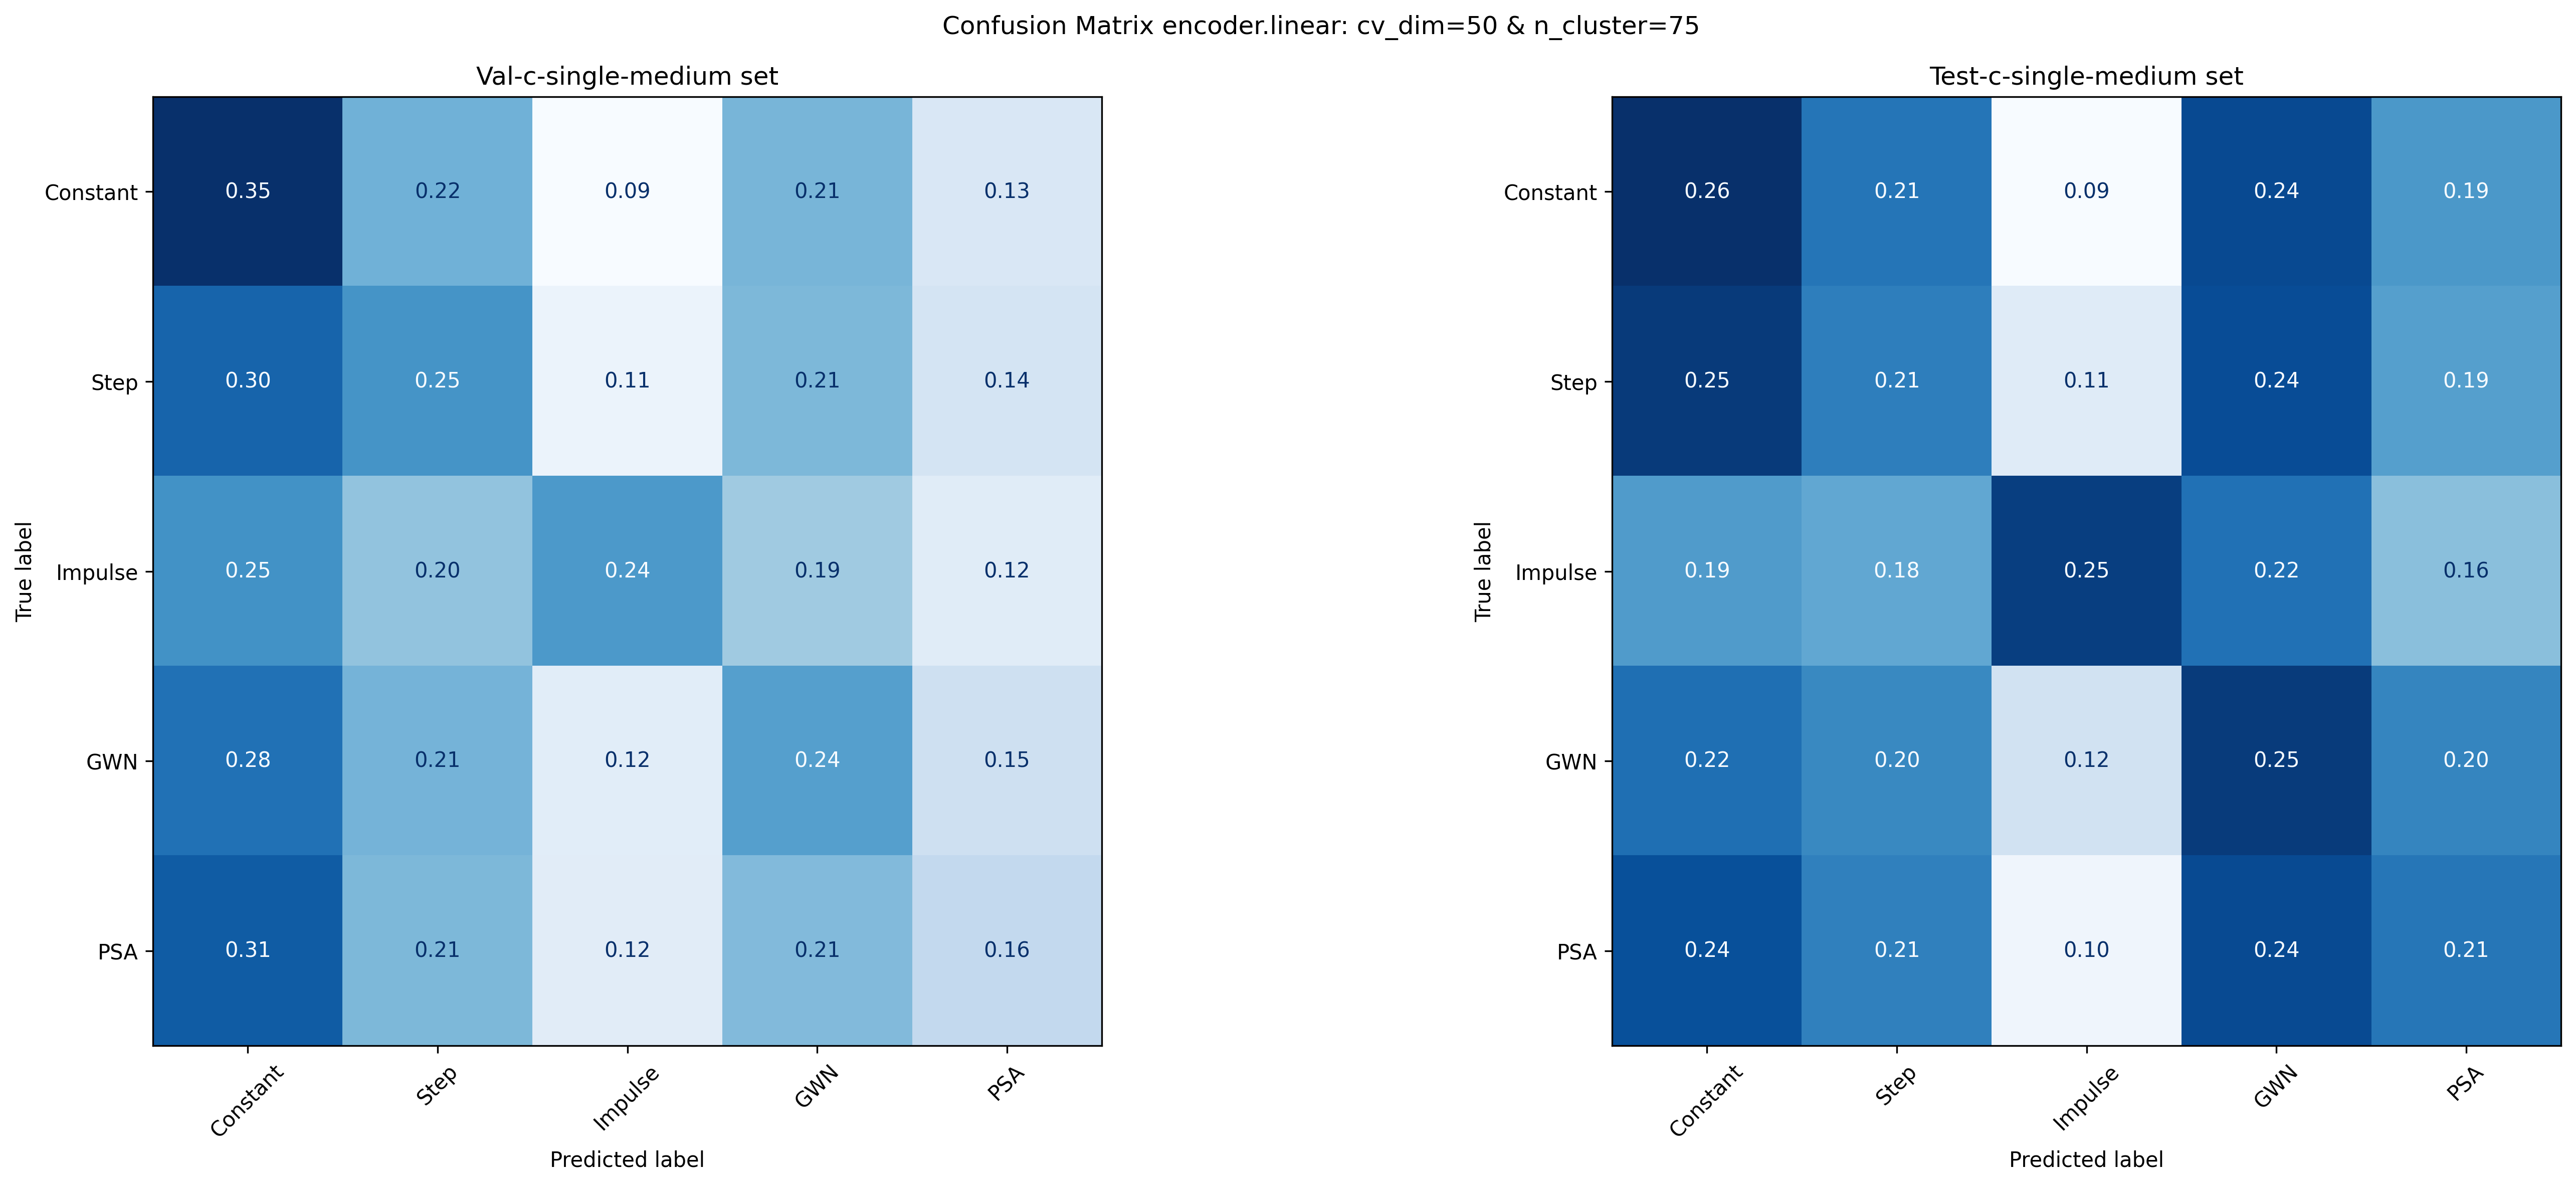 Confusion Matrix encoder.linear: cv_dim=50 & n_cluster=75
Val-c-single-medium set
True label
Constant 0.35 0.22 0.09 0.21 0.13
Step 0.30 0.25 0.11 0.21 0.14
Impulse 0.25 0.20 0.24 0.19 0.12
GWN 0.28 0.21 0.12 0.24 0.15
PSA 0.31 0.21 0.12 0.21 0.16
Constant Step Impulse GWN PSA
Predicted label
Test-c-single-medium set
True label
Constant 0.26 0.21 0.09 0.24 0.19
Step 0.25 0.21 0.11 0.24 0.19
Impulse 0.19 0.18 0.25 0.22 0.16
GWN 0.22 0.20 0.12 0.25 0.20
PSA 0.24 0.21 0.10 0.24 0.21
Constant Step Impulse GWN PSA
Predicted label